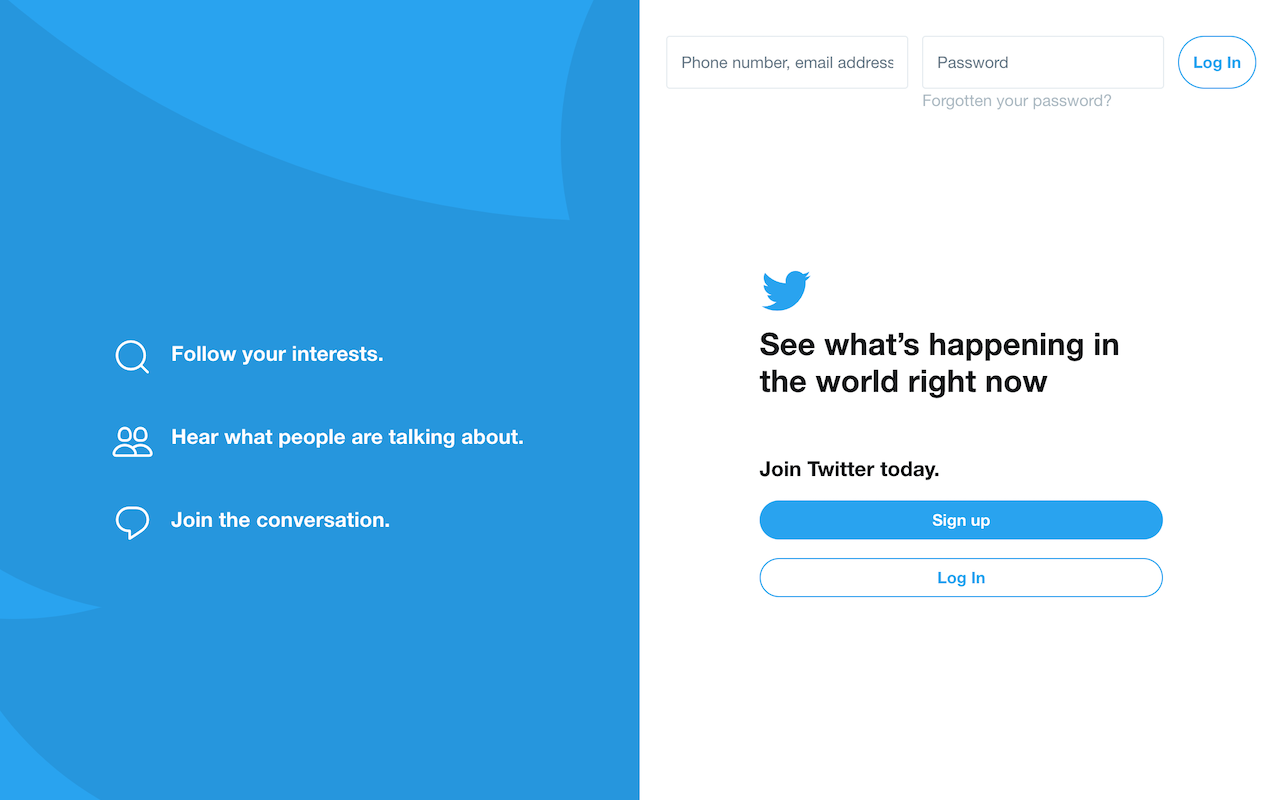 Phone number, email address
Password
Log In
Forgotten your password?
Follow your interests.
Hear what people are talking about.
Join the conversation.
See what’s happening in
the world right now
Join Twitter today.
Sign up
Log In